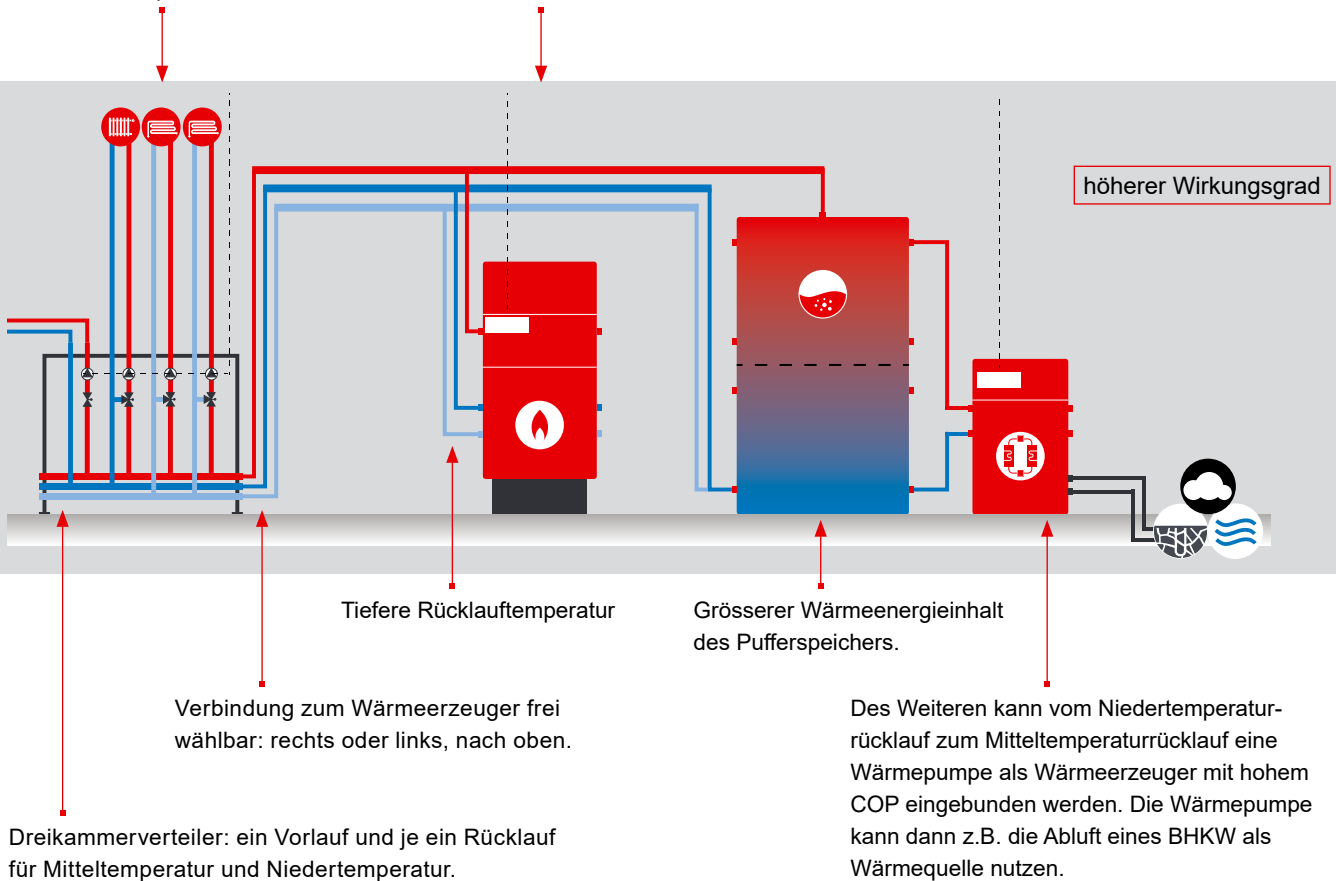 höherer Wirkungsgrad
Tiefere Rücklauftemperatur
Grösserer Wärmeenergieinhalt
des Pufferspeichers.
Verbindung zum Wärmeerzeuger frei
wählbar: rechts oder links, nach oben.
Des Weiteren kann vom Niedertemperatur-
rücklauf zum Mitteltemperaturrücklauf eine
Wärmepumpe als Wärmeerzeuger mit hohem
COP eingebunden werden. Die Wärmepumpe
kann dann z.B. die Abluft eines BHKW als
Wärmequelle nutzen.
Dreikammerverteiler: ein Vorlauf und je ein Rücklauf
für Mitteltemperatur und Niedertemperatur.